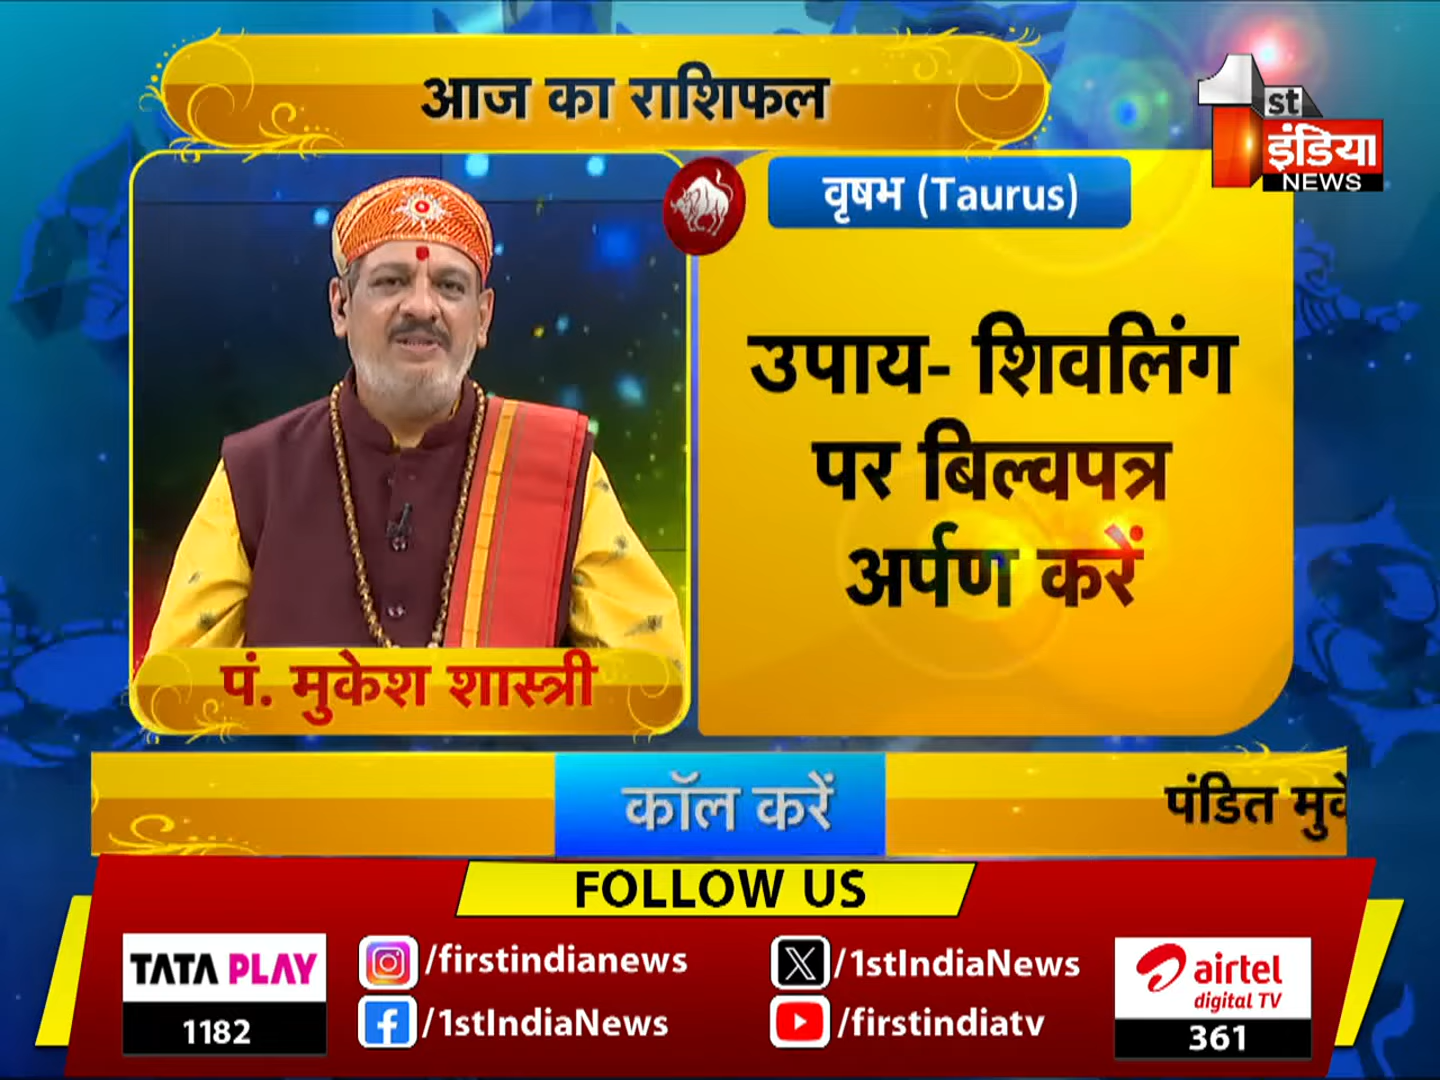 आज का राशिफल
1st
इंडिया
NEWS
वृषभ (Taurus)
उपाय- शिवलिंग
पर बिल्वपत्र
अर्पण करें
पं. मुकेश शास्त्री
कॉल करें
पंडित
FOLLOW US
TATA PLAY
1182
/firstindianews
/1stIndiaNews
/1stIndiaNews
/firstindiatv
airtel
digital TV
361